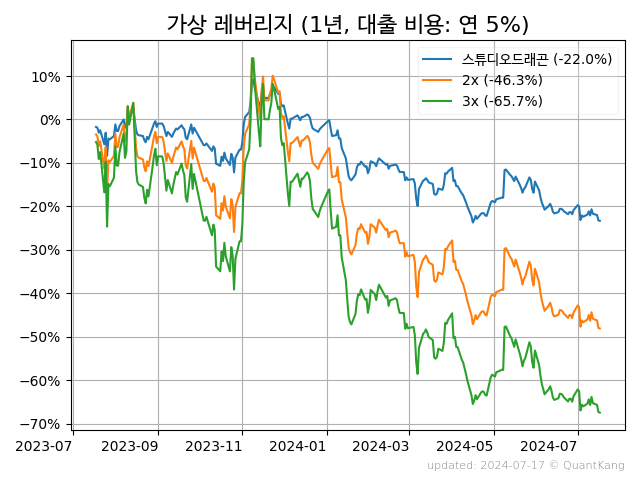 가상 레버리지 (1년, 대출 비용: 연 5%)
스튜디오드래곤 (-22.0%)
2x (-46.3%)
3x (-65.7%)
10%
0%
−10%
−20%
−30%
−40%
−50%
−60%
−70%
2023-07 2023-09 2023-11 2024-01 2024-03 2024-05 2024-07
updated: 2024-07-17 © QuantKang